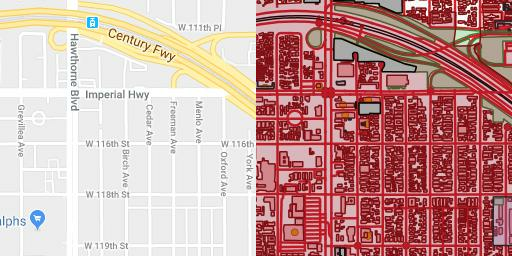 W 111th Pl
Century Fwy
Hawthorne Blvd
Imperial Hwy
Grevillea Ave
Birch Ave
Cedar Ave
Freeman Ave
Menlo Ave
Oxford Ave
York Ave
W 116th St
W 116th
W 118th St
alphs
W 119th St